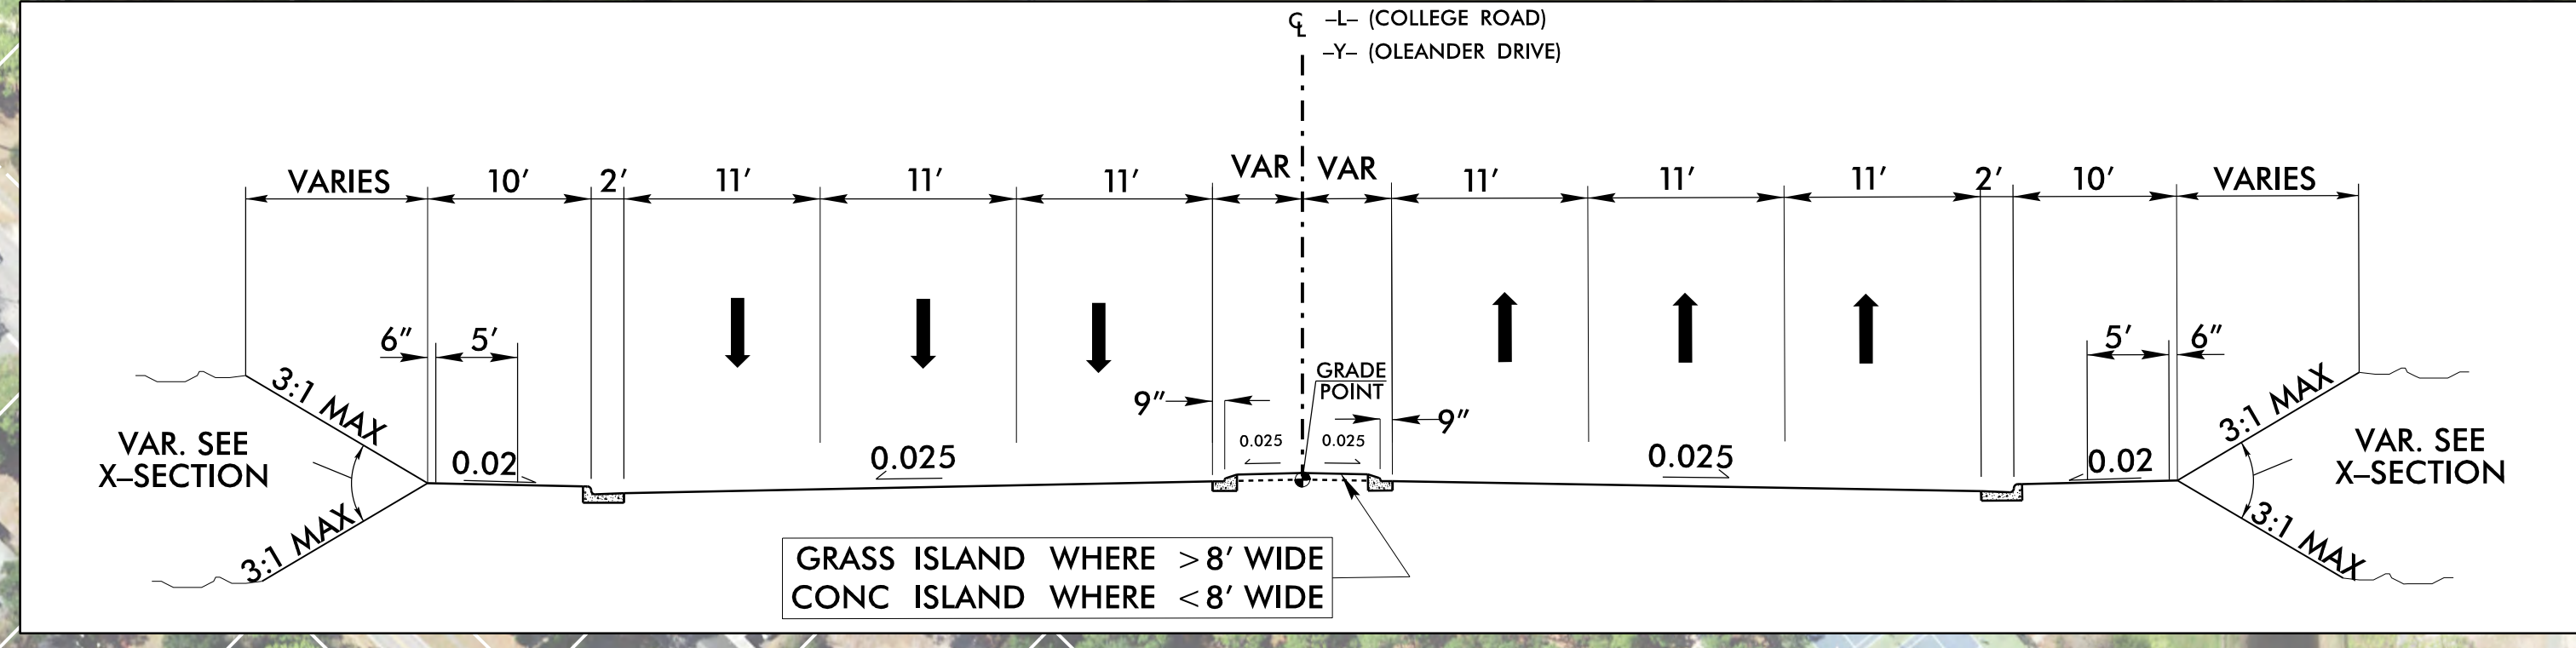 ℄ –L– (COLLEGE ROAD)
–Y– (OLEANDER DRIVE)
VARIES 10' 2' 11' 11' 11' VAR VAR 11' 11' 11' 2' 10' VARIES
6" 5' 5' 6"
GRADE
POINT
9" 9"
3:1 MAX 3:1 MAX
0.025 0.025
VAR. SEE
X–SECTION
0.02 0.025 0.025 0.02
VAR. SEE
X–SECTION
3:1 MAX 3:1 MAX
GRASS ISLAND WHERE >8' WIDE
CONC ISLAND WHERE <8' WIDE